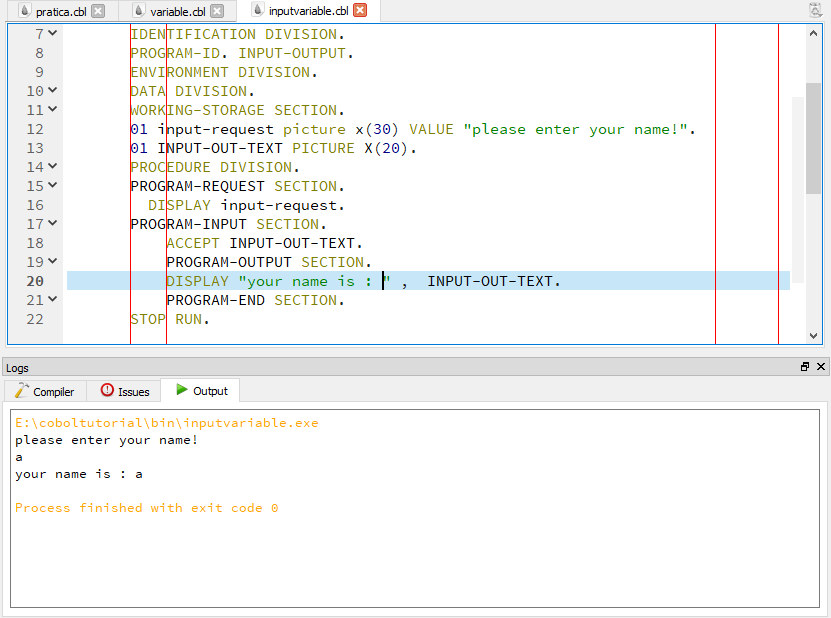 pratica.cbl variable.cbl inputvariable.cbl
7 IDENTIFICATION DIVISION.
8 PROGRAM-ID. INPUT-OUTPUT.
9 ENVIRONMENT DIVISION.
10 DATA DIVISION.
11 WORKING-STORAGE SECTION.
12 01 input-request picture x(30) VALUE "please enter your name!".
13 01 INPUT-OUT-TEXT PICTURE X(20).
14 PROCEDURE DIVISION.
15 PROGRAM-REQUEST SECTION.
16 DISPLAY input-request.
17 PROGRAM-INPUT SECTION.
18 ACCEPT INPUT-OUT-TEXT.
19 PROGRAM-OUTPUT SECTION.
20 DISPLAY "your name is : " , INPUT-OUT-TEXT.
21 PROGRAM-END SECTION.
22 STOP RUN.
Logs
Compiler Issues Output
E:\coboltutorial\bin\inputvariable.exe
please enter your name!
a
your name is : a
Process finished with exit code 0